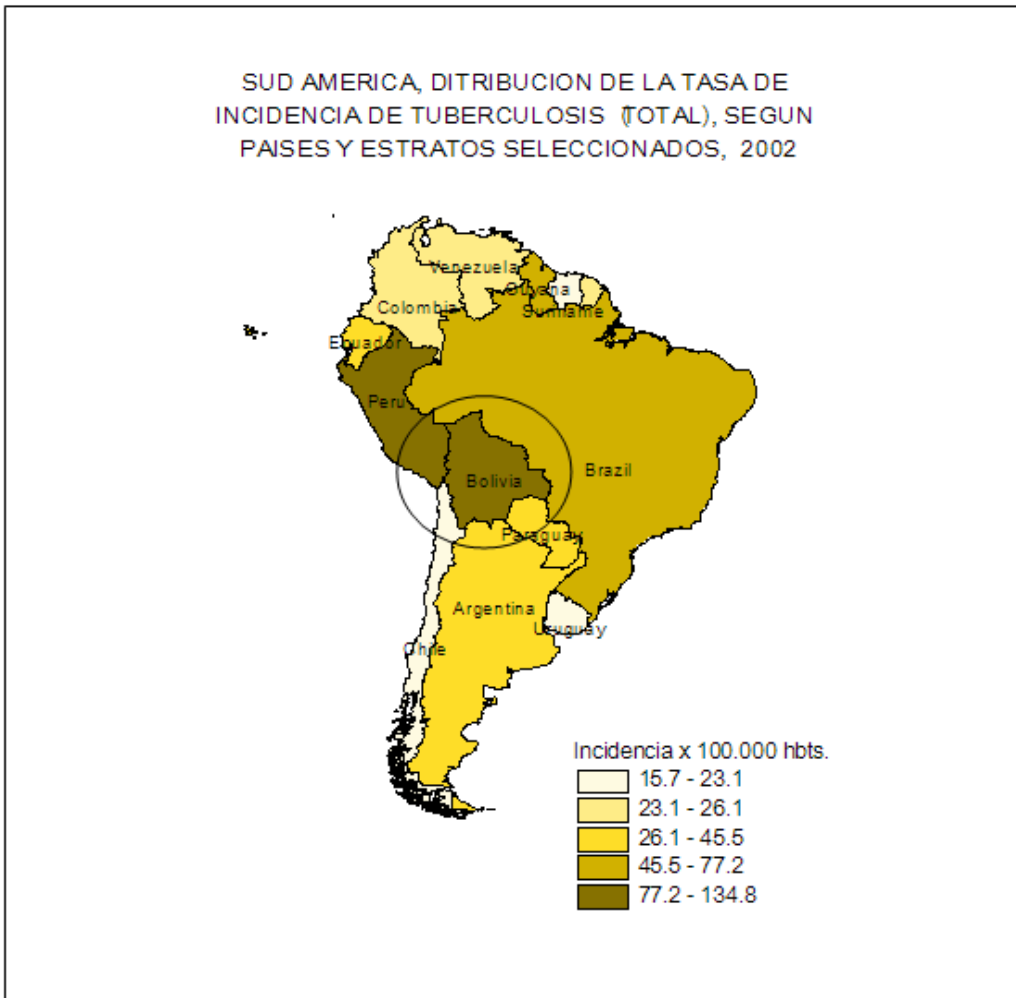 SUD AMERICA, DITRIBUCION DE LA TASA DE
INCIDENCIA DE TUBERCULOSIS (TOTAL), SEGUN
PAISES Y ESTRATOS SELECCIONADOS, 2002
Venezuela
Guyana
Colombia
Suriname
Ecuador
Peru
Brazil
Bolivia
Paraguay
Argentina
Uruguay
Chile
Incidencia x 100.000 hbts.
15.7 - 23.1
23.1 - 26.1
26.1 - 45.5
45.5 - 77.2
77.2 - 134.8